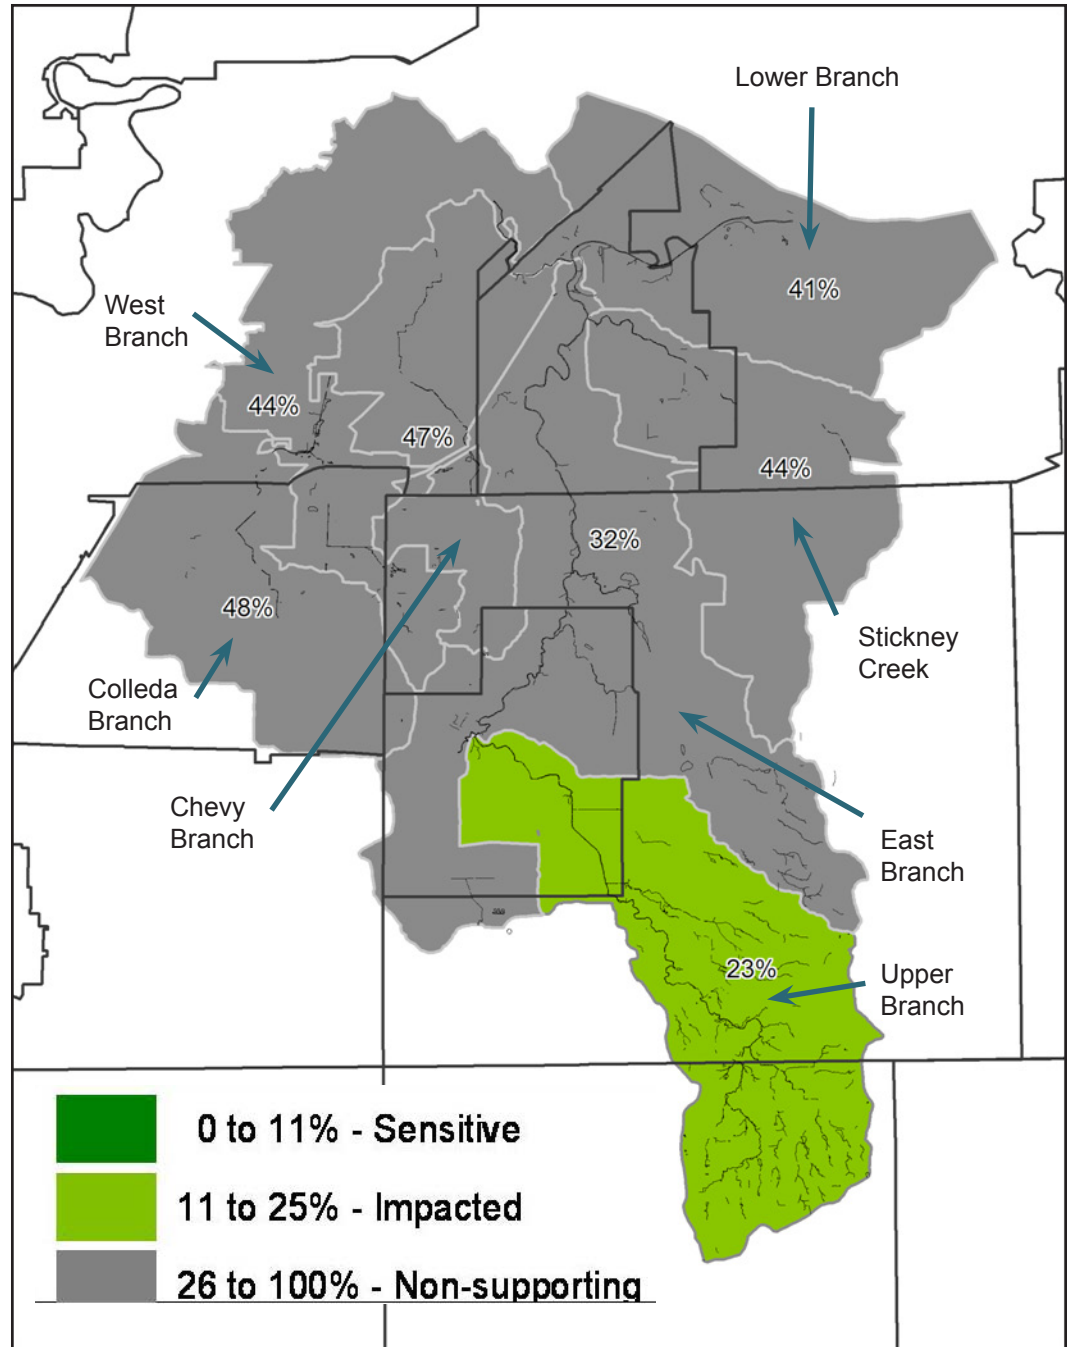 Lower Branch
41%
West
Branch
44%
47%
44%
32%
48%
Stickney
Creek
Colleda
Branch
Chevy
Branch
East
Branch
23%
Upper
Branch
0 to 11% - Sensitive
11 to 25% - Impacted
26 to 100% - Non-supporting